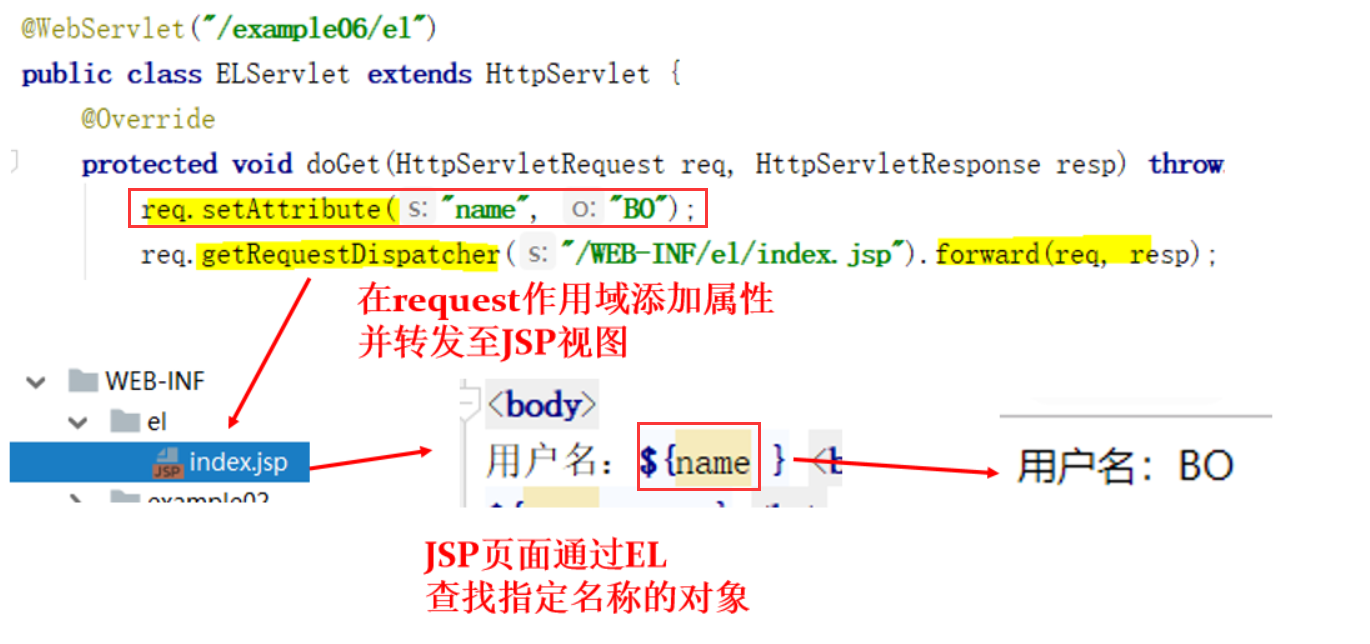 @WebServlet("/example06/el")
public class ELServlet extends HttpServlet {
@Override
protected void doGet(HttpServletRequest req, HttpServletResponse resp) throw
req.setAttribute( s: "name", o: "BO");
req.getRequestDispatcher( s: "/WEB-INF/el/index.jsp").forward(req, resp);
在request作用域添加属性
并转发至JSP视图
WEB-INF
el
JSP index.jsp
example02
<body>
用户名：${name } <b
用户名：BO
JSP页面通过EL
查找指定名称的对象